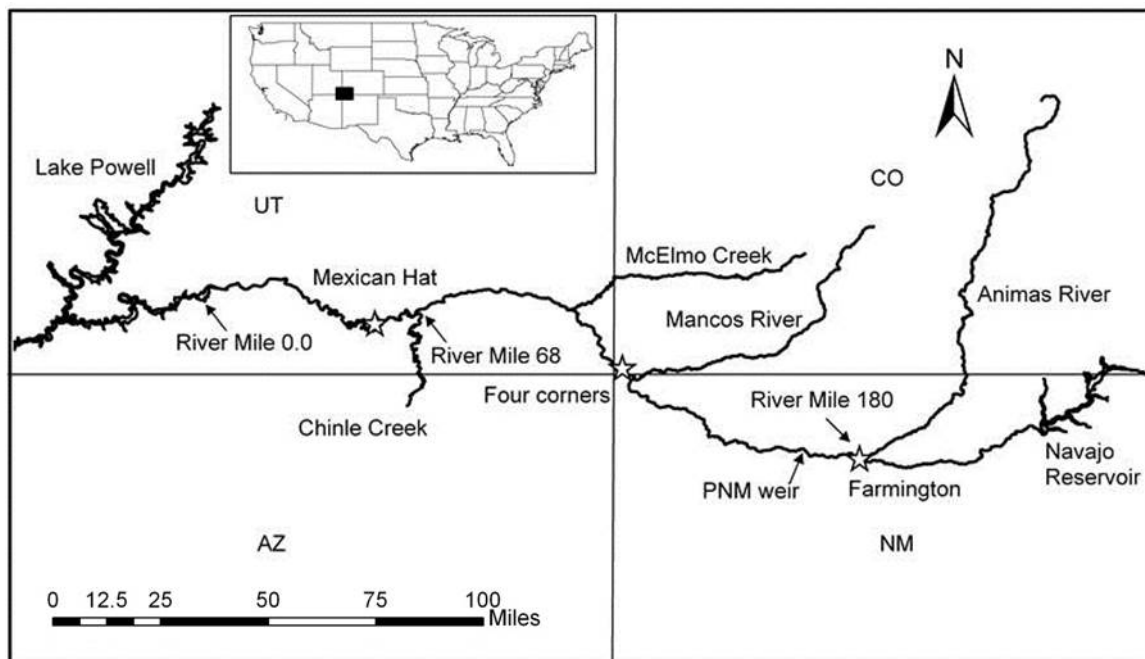 N
Lake Powell
CO
UT
McElmo Creek
Mexican Hat
Animas River
Mancos River
River Mile 0.0
River Mile 68
Four corners
River Mile 180
Chinle Creek
Navajo
Reservoir
PNM weir
Farmington
AZ
NM
0 12.5 25 50 75 100
Miles